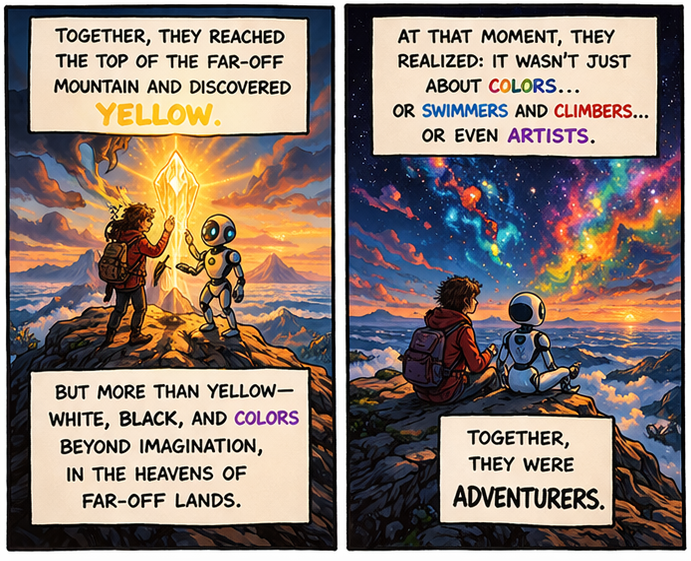 TOGETHER, THEY REACHED
THE TOP OF THE FAR-OFF
MOUNTAIN AND DISCOVERED
YELLOW.
BUT MORE THAN YELLOW—
WHITE, BLACK, AND COLORS
BEYOND IMAGINATION,
IN THE HEAVENS OF
FAR-OFF LANDS.
AT THAT MOMENT, THEY
REALIZED: IT WASN'T JUST
ABOUT COLORS...
OR SWIMMERS AND CLIMBERS...
OR EVEN ARTISTS.
TOGETHER,
THEY WERE
ADVENTURERS.